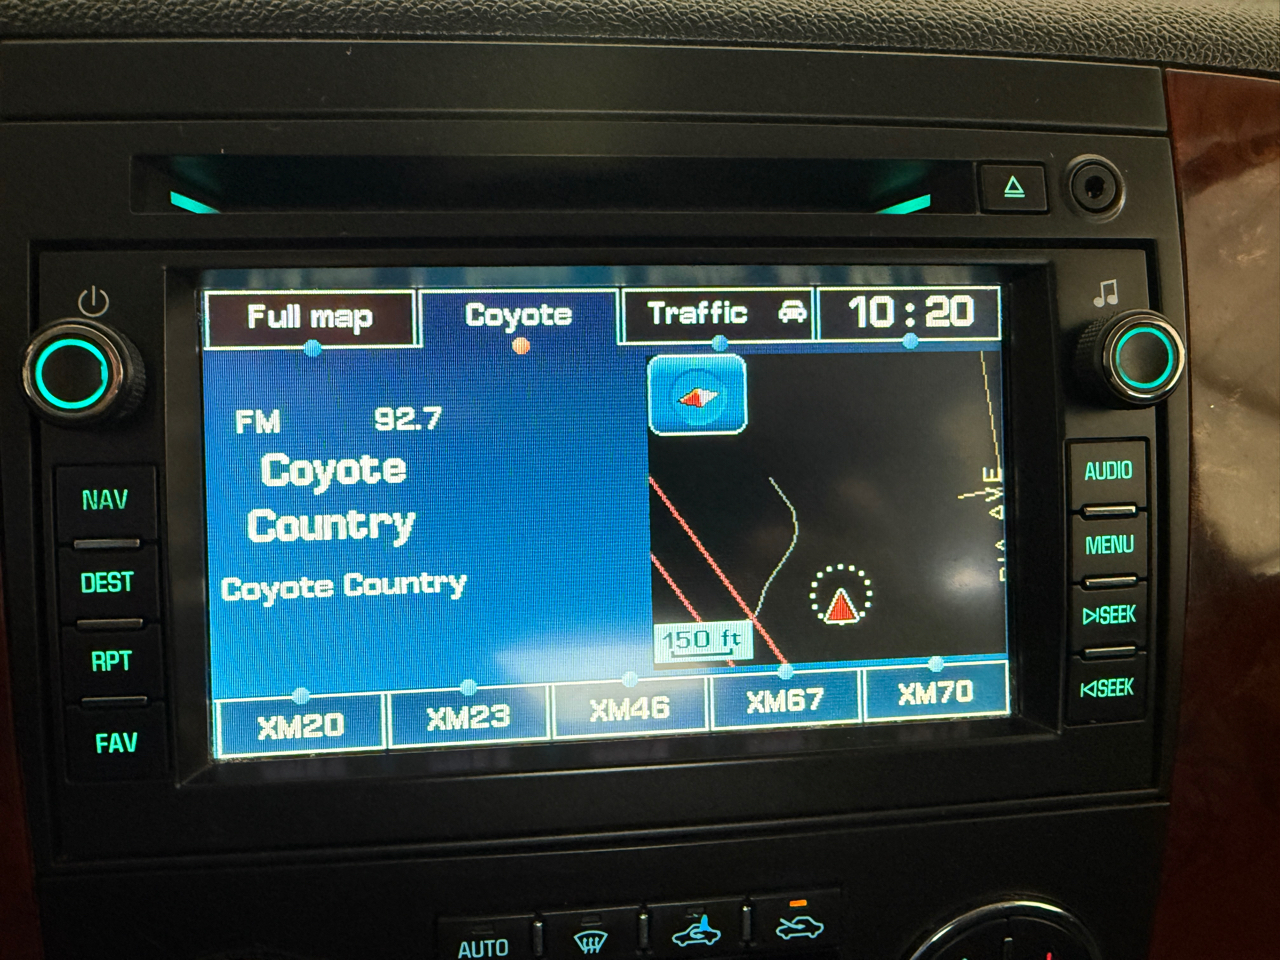 Full map
Coyote
Traffic
10:20
FM 92.7
Coyote
Country
Coyote Country
150 ft
XM20
XM23
XM46
XM67
XM70
NAV
DEST
RPT
FAV
AUDIO
MENU
SEEK
SEEK
AUTO